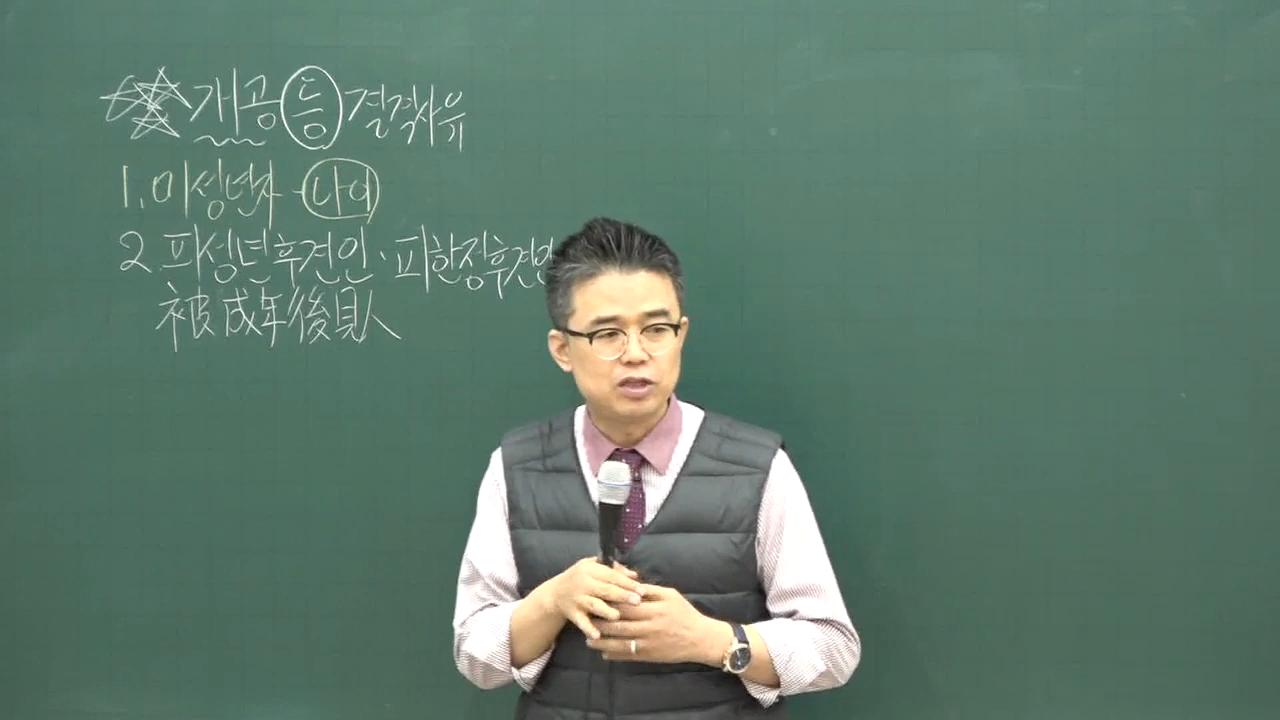 개공등 결격사유
1. 미성년자 - 나이
2. 피성년후견인 · 피한정후견인
被成年後見人